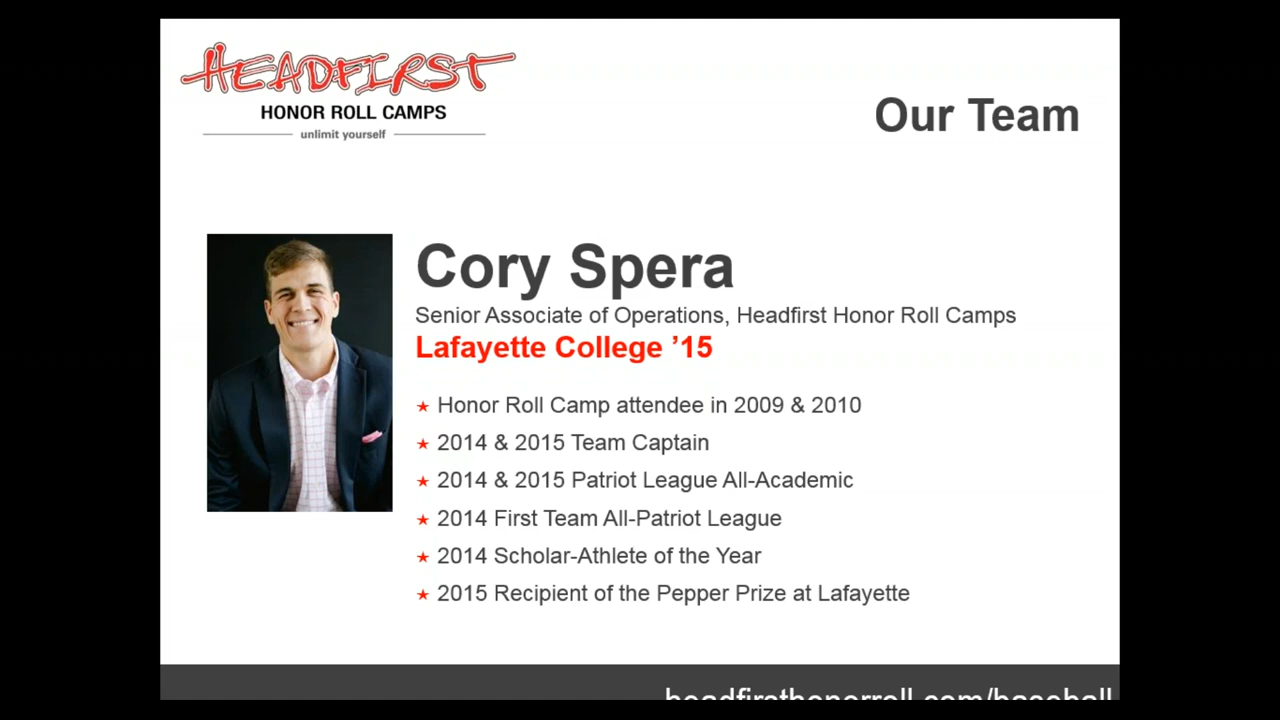 HEADFIRST
HONOR ROLL CAMPS
unlimit yourself
Our Team
Cory Spera
Senior Associate of Operations, Headfirst Honor Roll Camps
Lafayette College ’15
★ Honor Roll Camp attendee in 2009 & 2010
★ 2014 & 2015 Team Captain
★ 2014 & 2015 Patriot League All-Academic
★ 2014 First Team All-Patriot League
★ 2014 Scholar-Athlete of the Year
★ 2015 Recipient of the Pepper Prize at Lafayette
headfirsthonorroll.com/baseball